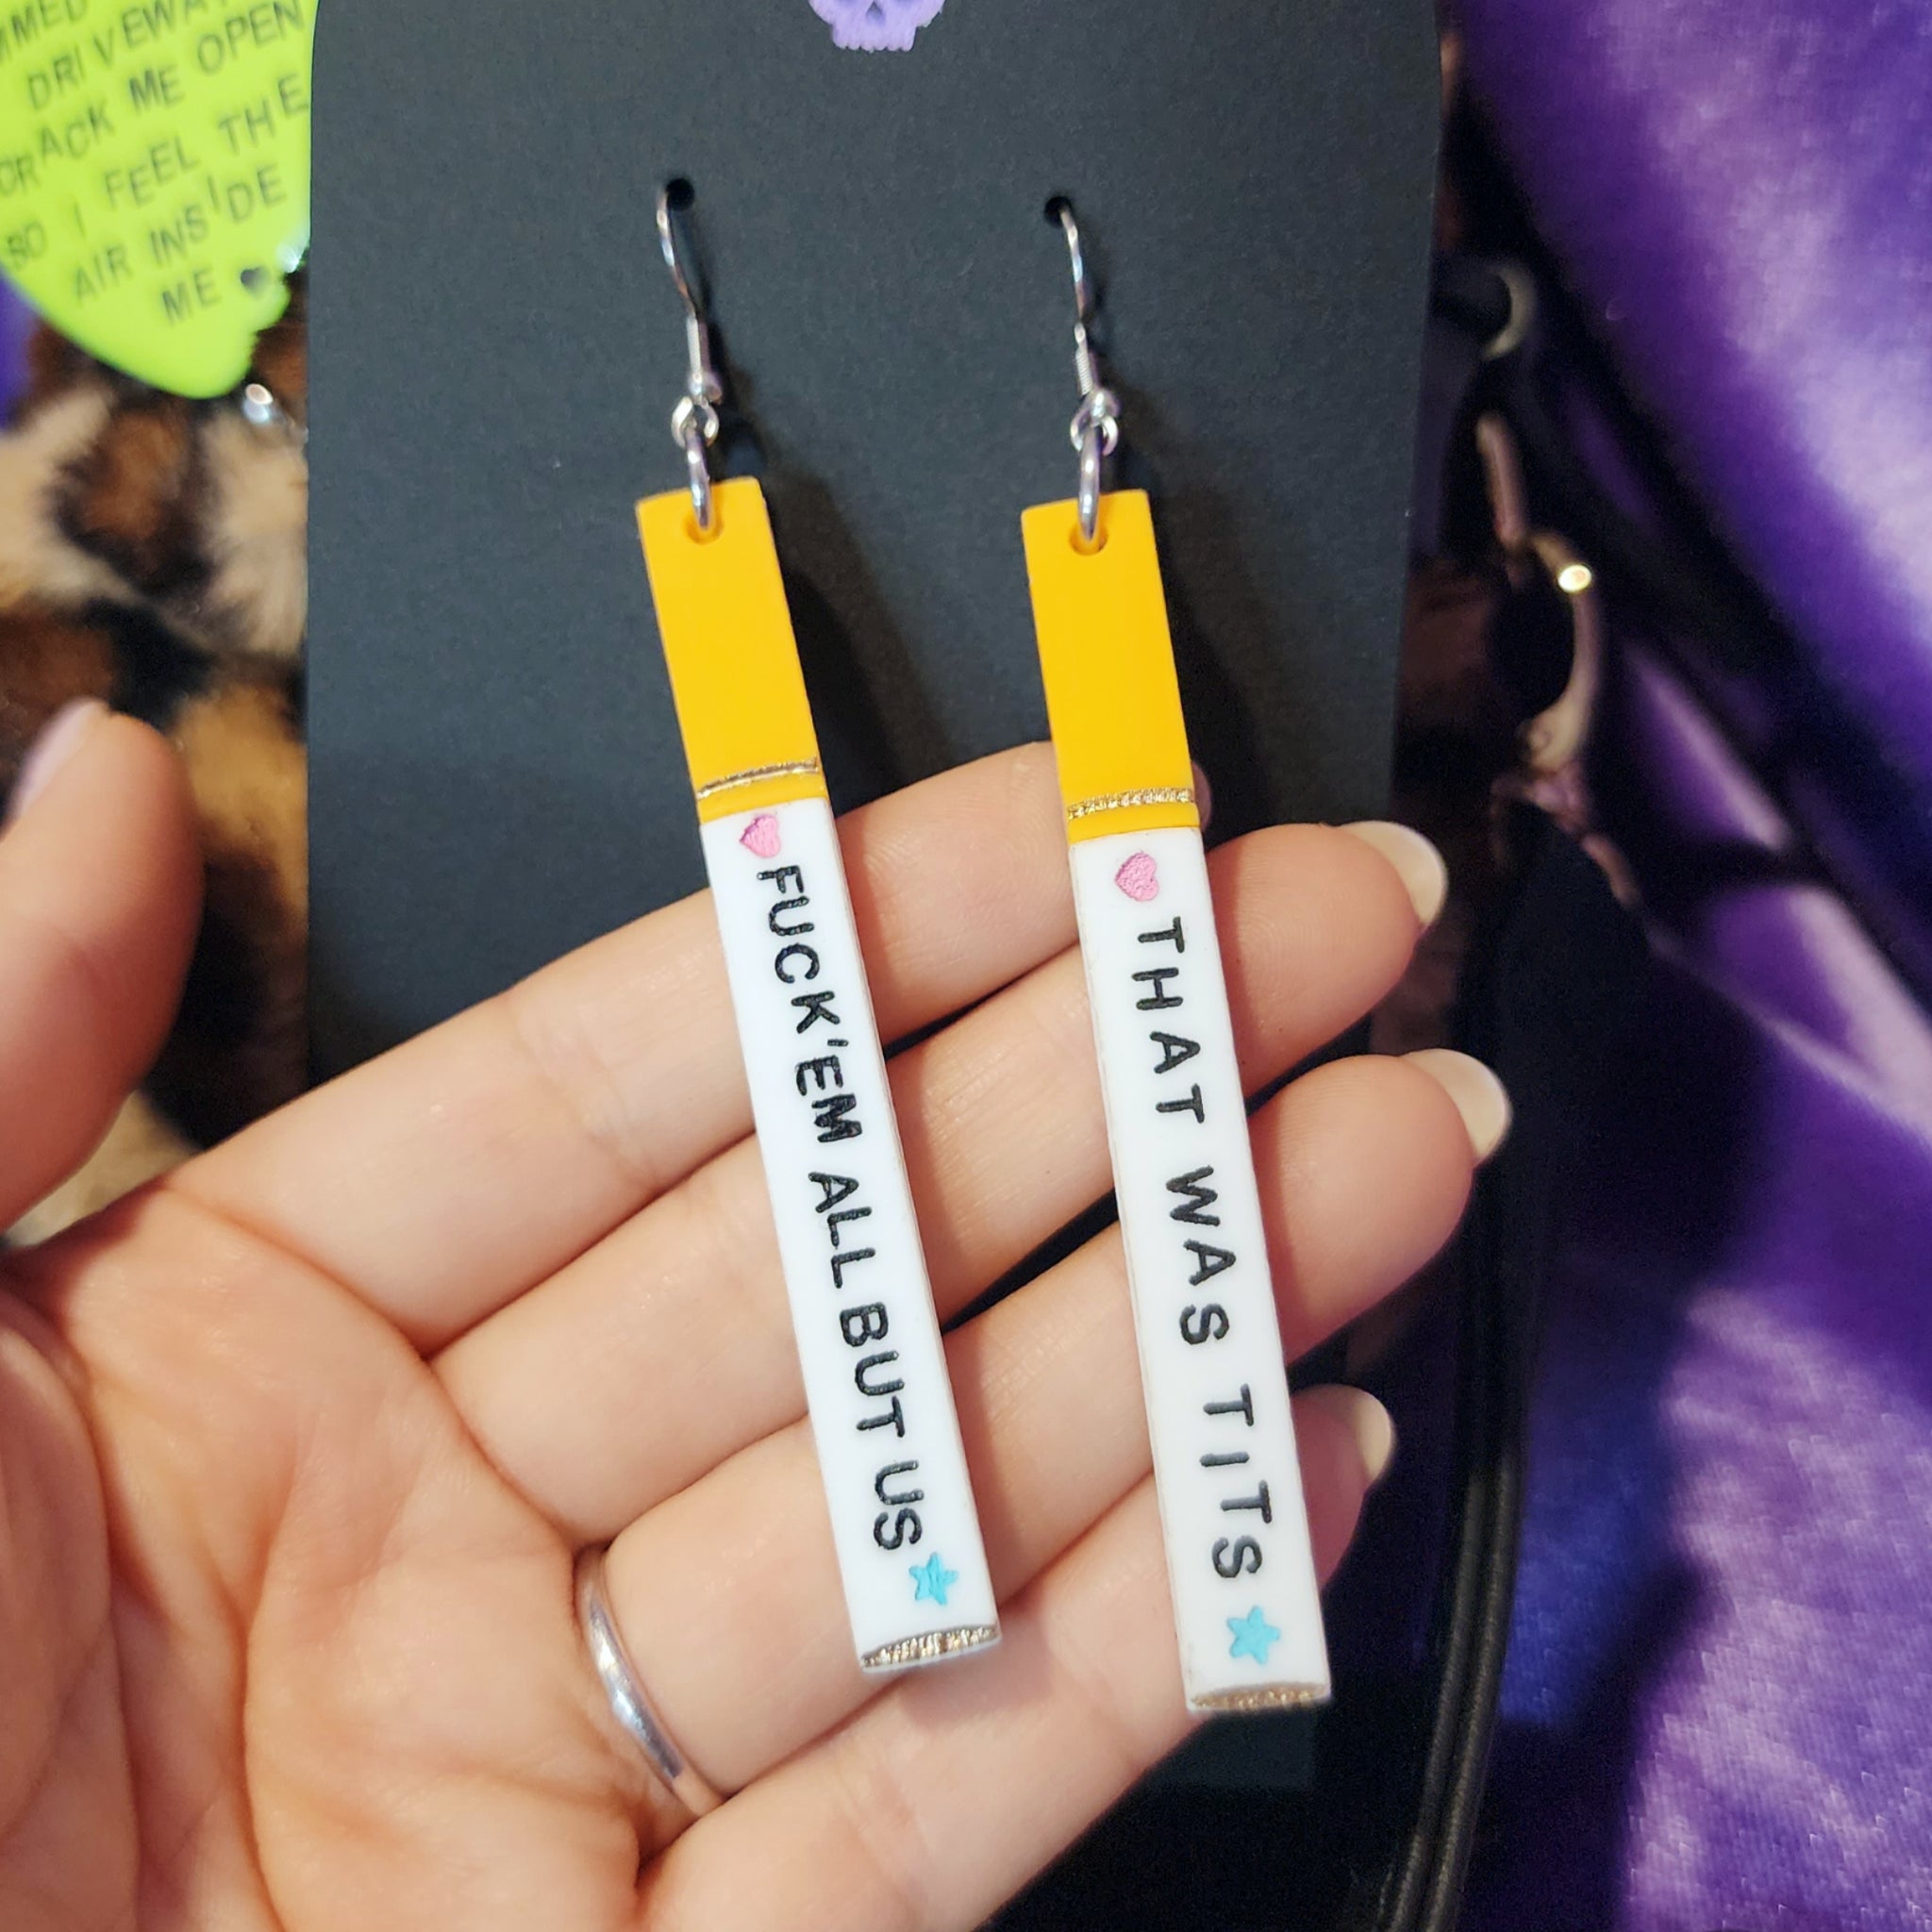 DRIVEWAY
CRACK ME OPEN
SO I FEEL THE
AIR INSIDE
ME
FUCK'EM ALL BUT US
THAT WAS TITS